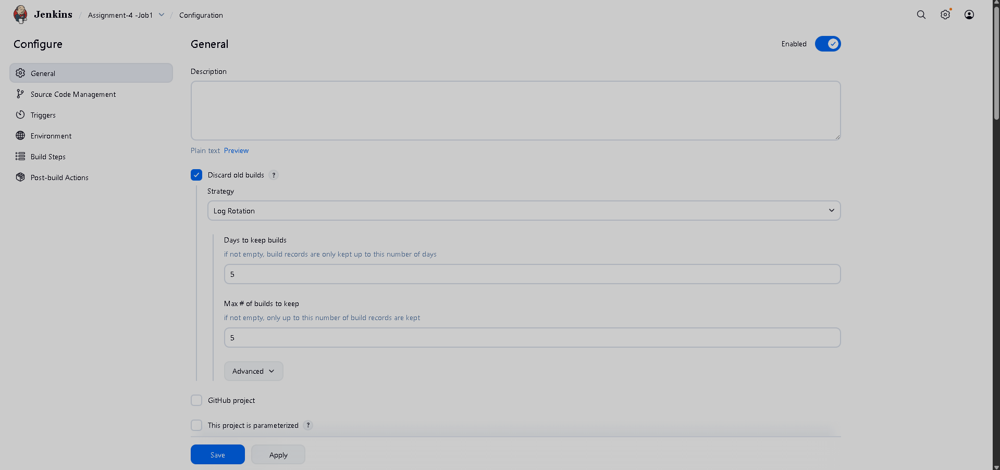 Jenkins / Assignment-4 -Job1 / Configuration
Configure
General
Source Code Management
Triggers
Environment
Build Steps
Post-build Actions
General
Enabled
Description
Plain text Preview
Discard old builds ?
Strategy
Log Rotation
Days to keep builds
if not empty, build records are only kept up to this number of days
5
Max # of builds to keep
if not empty, only up to this number of build records are kept
5
Advanced
GitHub project
This project is parameterized ?
Save Apply